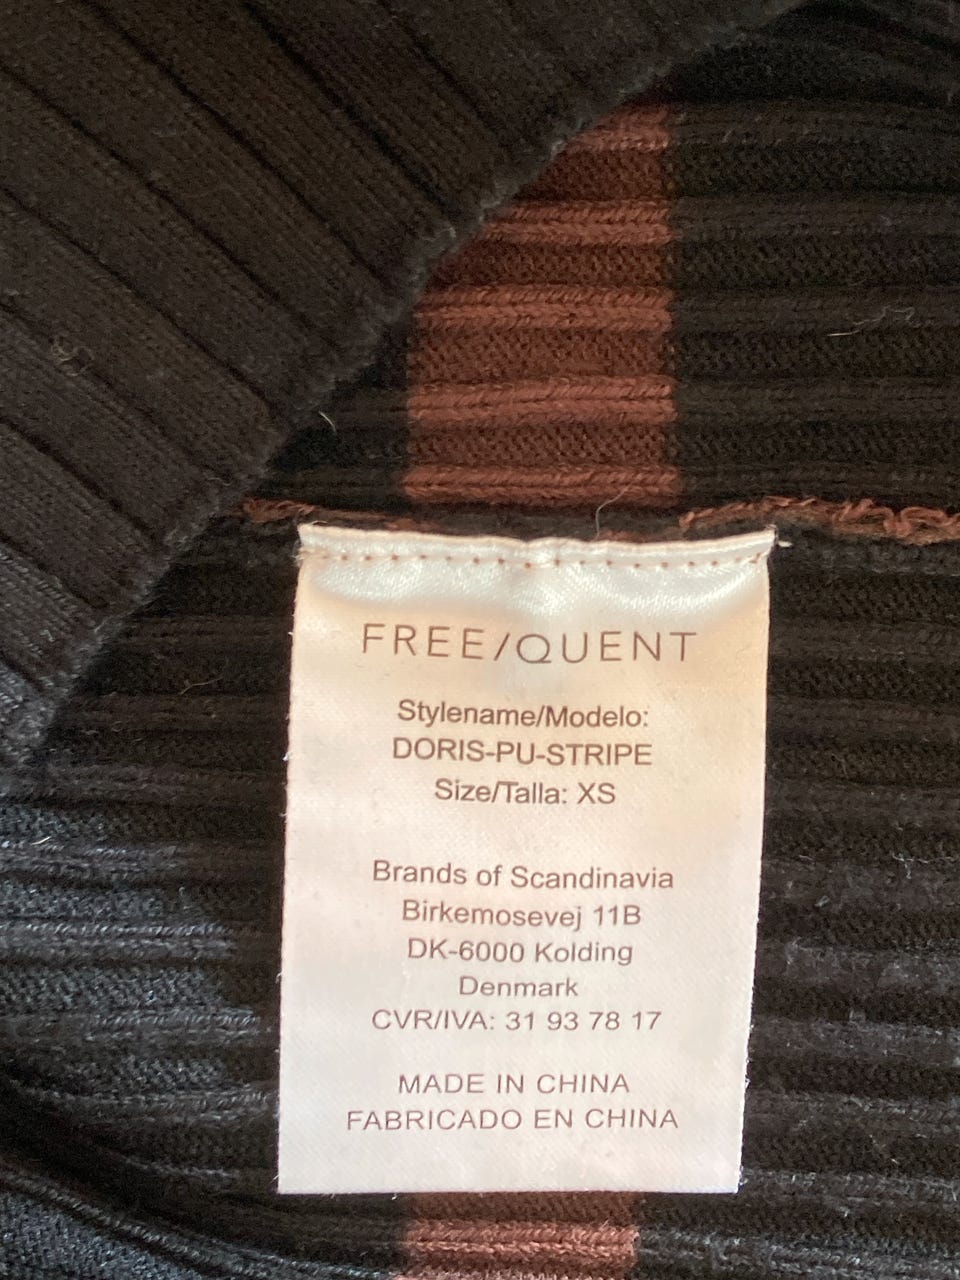 FREE/QUENT
Stylename/Modelo:
DORIS-PU-STRIPE
Size/Talla: XS
Brands of Scandinavia
Birkemosevej 11B
DK-6000 Kolding
Denmark
CVR/IVA: 31 93 78 17
MADE IN CHINA
FABRICADO EN CHINA